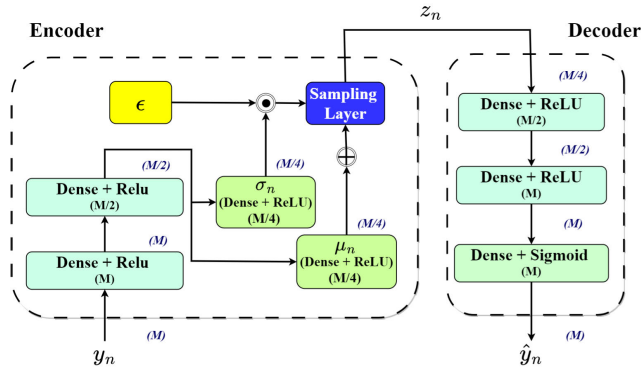 Encoder
z_n
Decoder
(M/4)
ϵ
Sampling
Layer
Dense + ReLU
(M/2)
(M/2)
(M/4)
(M/2)
Dense + Relu
(M/2)
σ_n
(Dense + ReLU)
(M/4)
Dense + ReLU
(M)
(M/4)
(M)
(M)
Dense + Relu
(M)
μ_n
(Dense + ReLU)
(M/4)
Dense + Sigmoid
(M)
(M)
(M)
y_n
ŷ_n